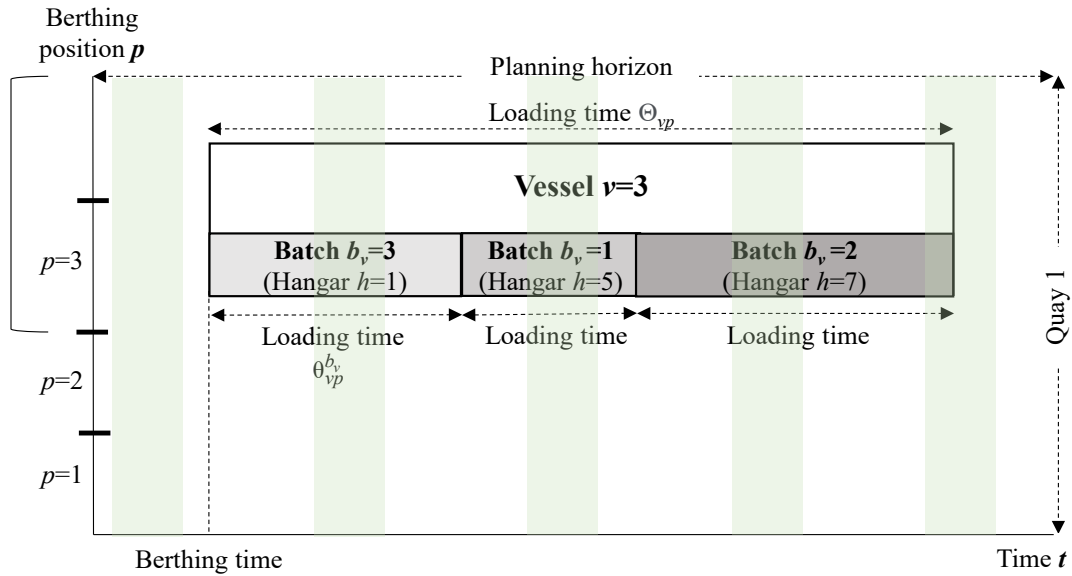 Berthing
position p
Planning horizon
Loading time Θvp
Vessel v=3
Batch bv=3
(Hangar h=1)
Batch bv=1
(Hangar h=5)
Batch bv=2
(Hangar h=7)
Loading time
θvp^bv
Loading time
Loading time
p=3
p=2
p=1
Quay 1
Berthing time
Time t